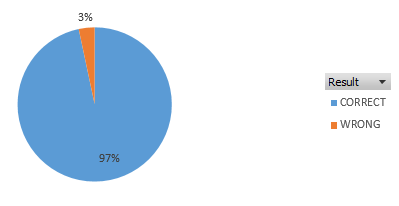 3%
Result
CORRECT
WRONG
97%